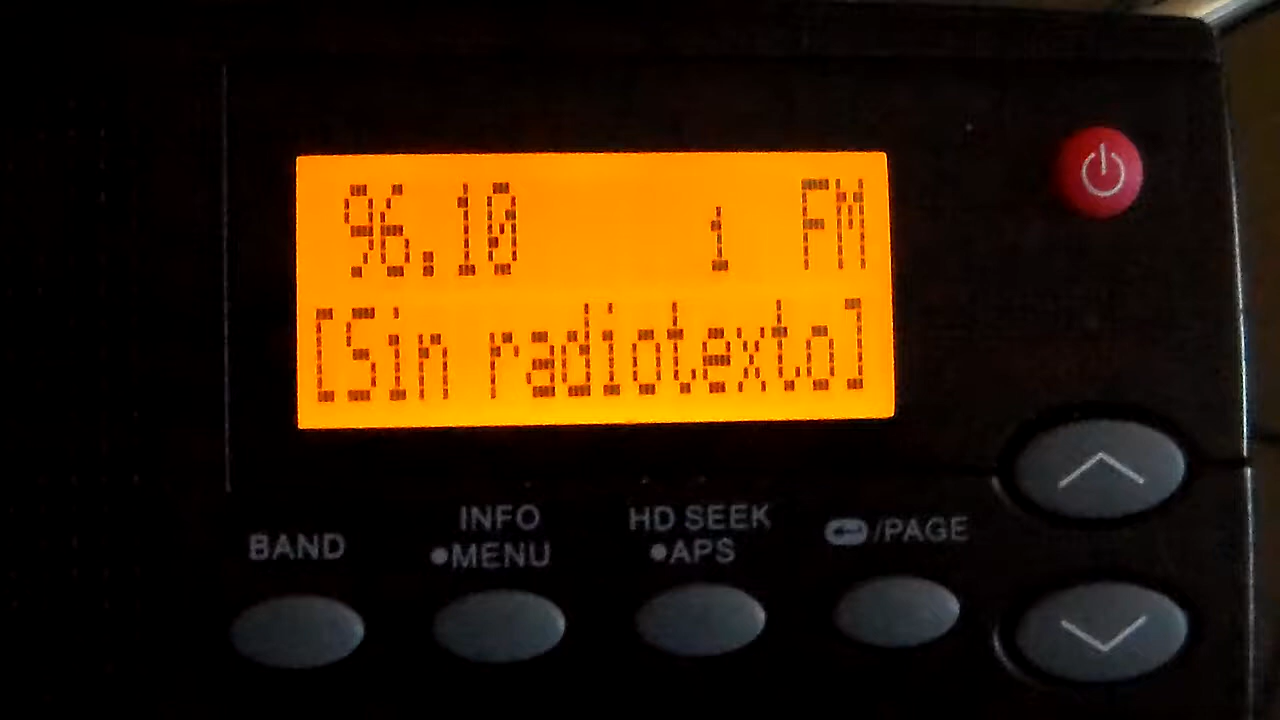 96.10 i FM
[Sin radiotexto]
BAND
INFO
•MENU
HD SEEK
•APS
/PAGE